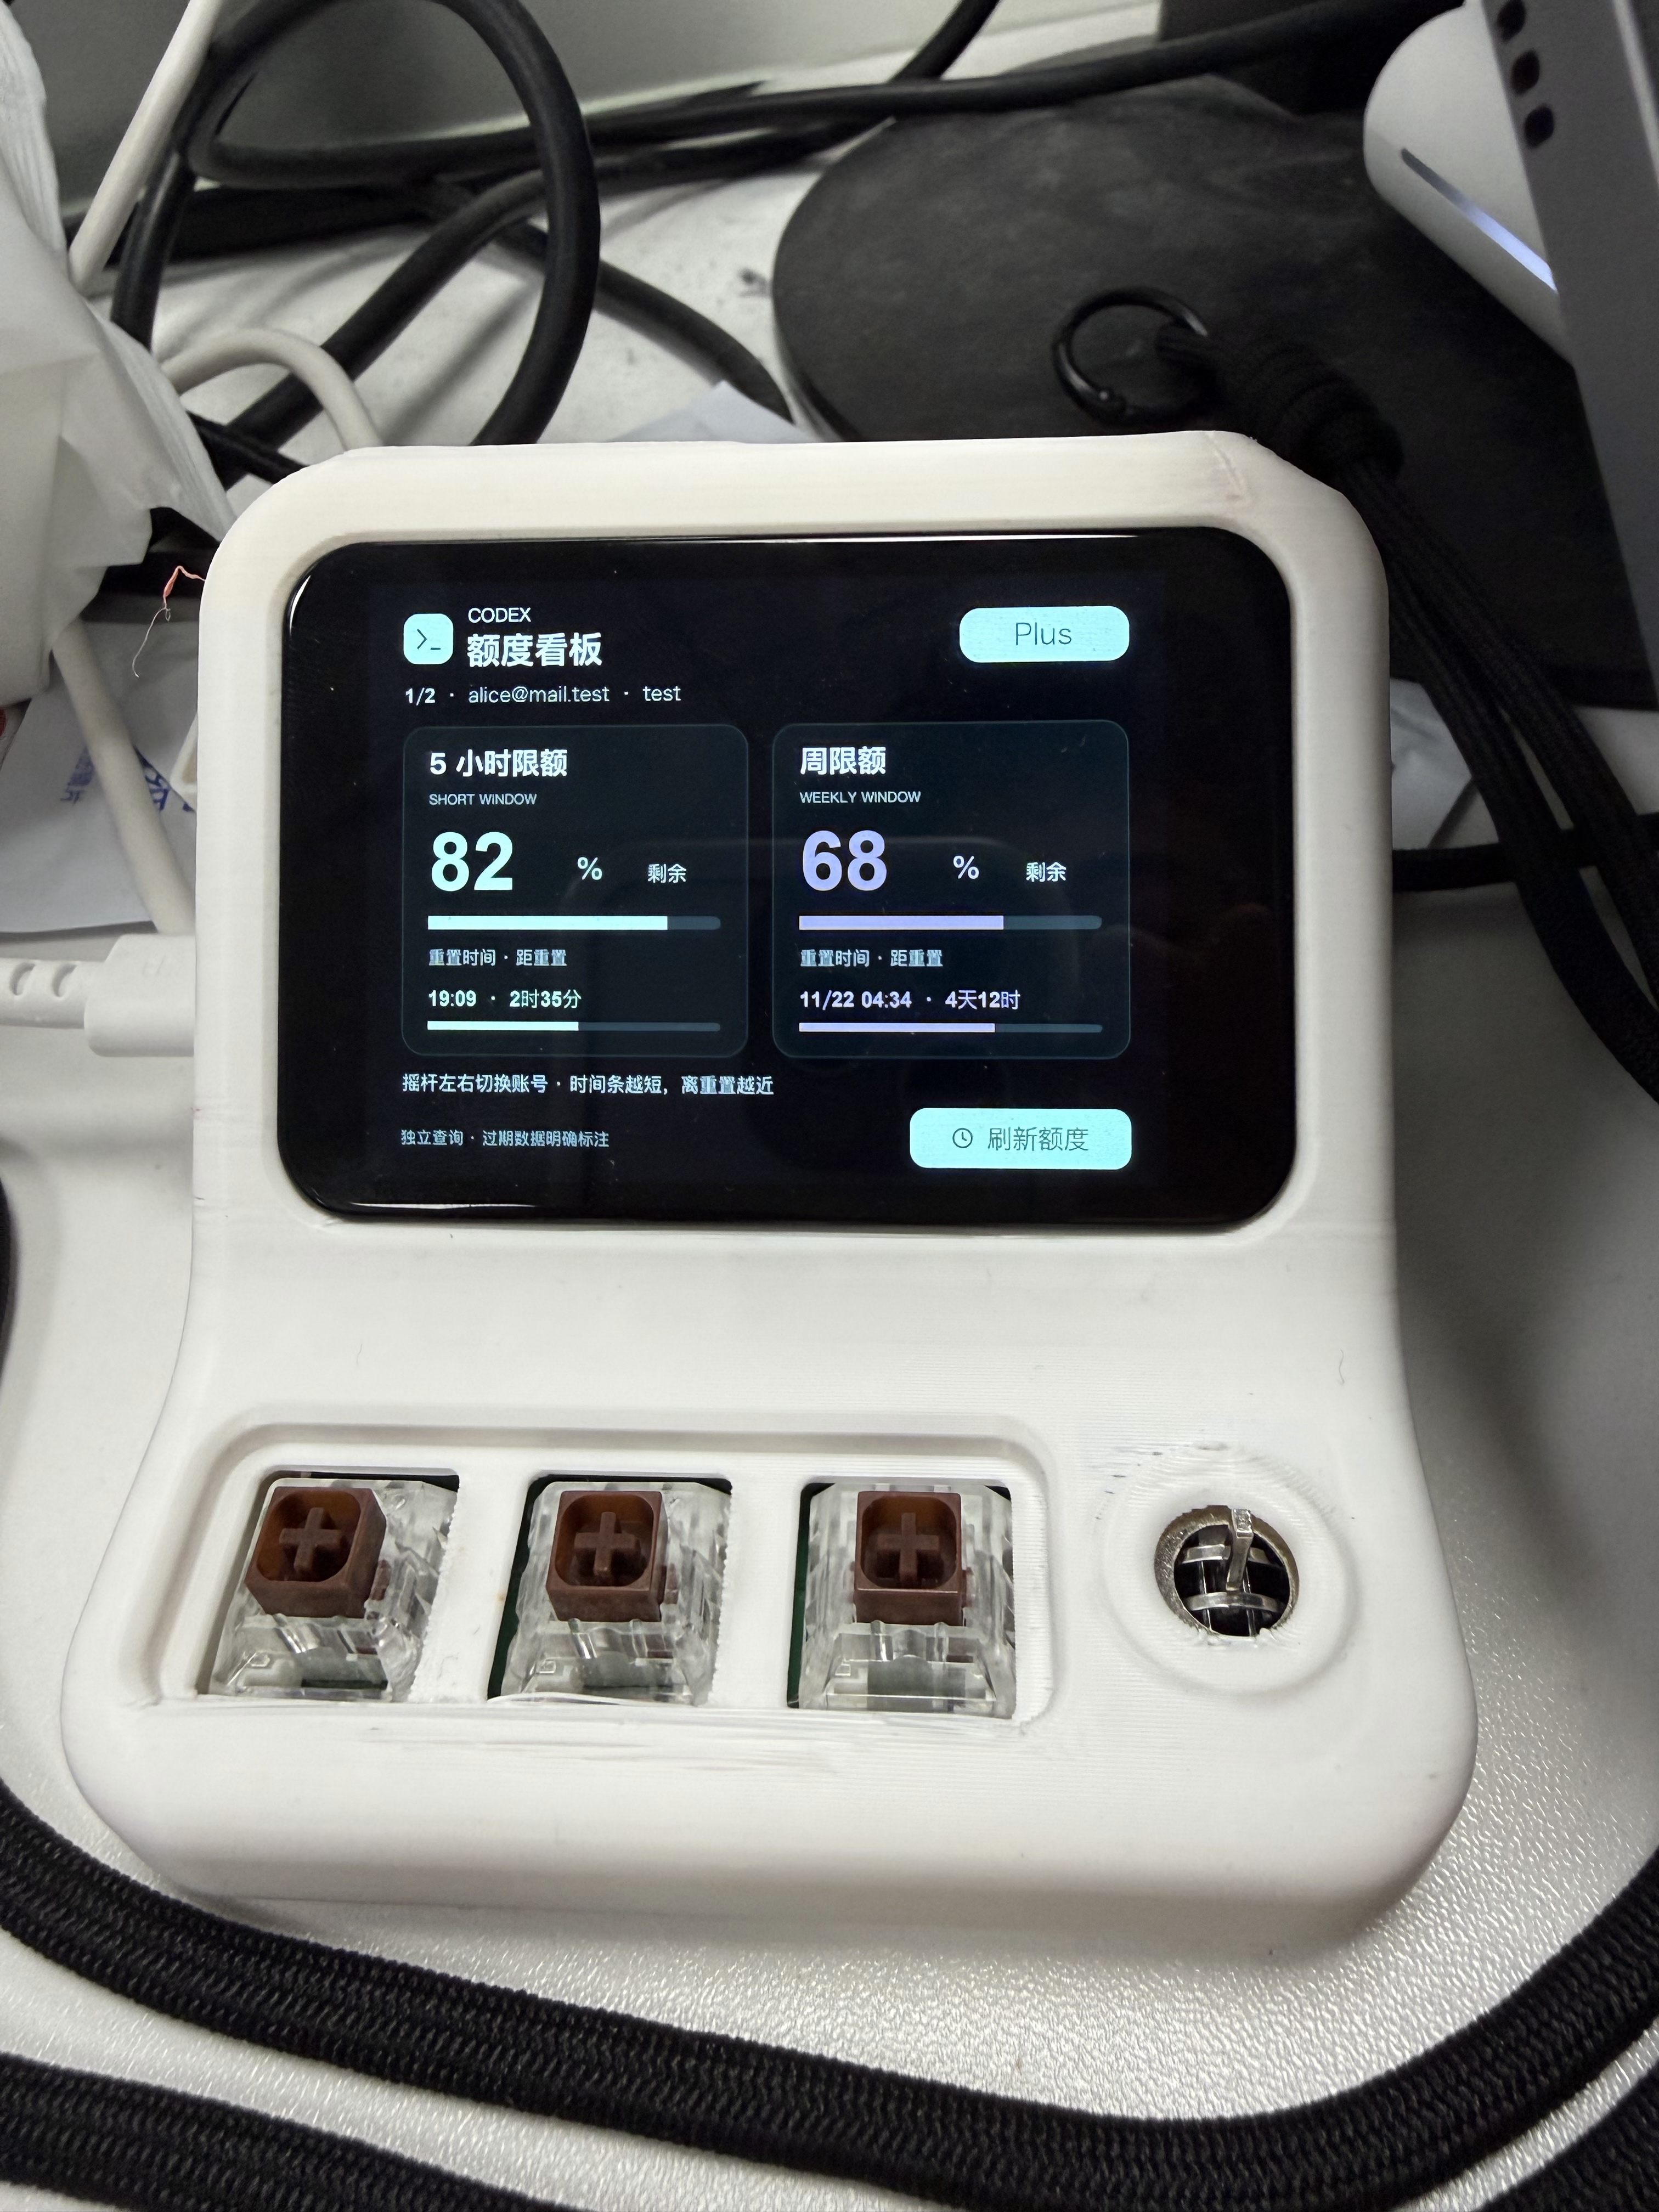 CODEX
额度看板
Plus
1/2 · alice@mail.test · test
5 小时限额
SHORT WINDOW
82 % 剩余
重置时间 · 距重置
19:09 · 2时35分
周限额
WEEKLY WINDOW
68 % 剩余
重置时间 · 距重置
11/22 04:34 · 4天12时
摇杆左右切换账号 · 时间条越短，离重置越近
独立查询 · 过期数据明确标注
刷新额度